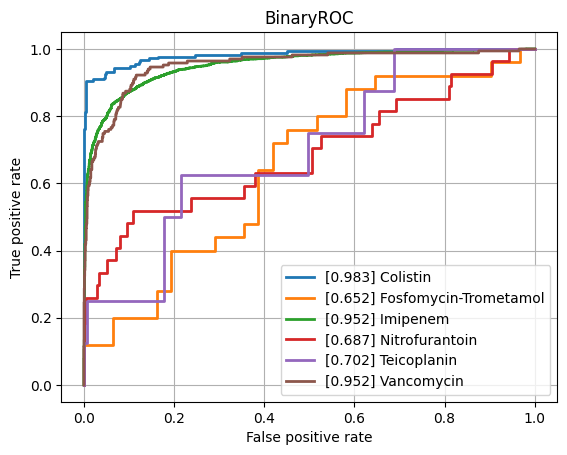 BinaryROC
True positive rate
1.0
0.8
0.6
0.4
0.2
0.0
[0.983] Colistin
[0.652] Fosfomycin-Trometamol
[0.952] Imipenem
[0.687] Nitrofurantoin
[0.702] Teicoplanin
[0.952] Vancomycin
0.0 0.2 0.4 0.6 0.8 1.0
False positive rate